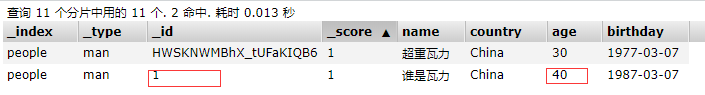 查询 11 个分片中用的 11 个. 2 命中. 耗时 0.013 秒
_index _type _id _score ▲ 名称 country age birthday
people man HWSKNWMBhX_tUFaKIQB6 1 超重瓦力 China 30 1977-03-07
people man 1 1 谁是瓦力 China 40 1987-03-07